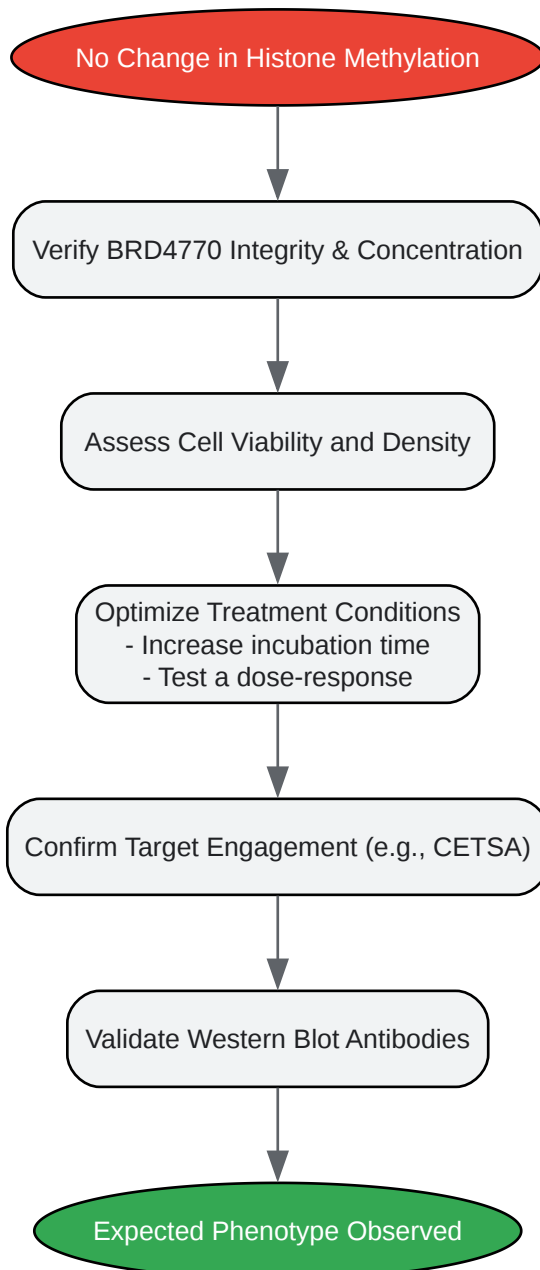 No Change in Histone Methylation
Verify BRD4770 Integrity & Concentration
Assess Cell Viability and Density
Optimize Treatment Conditions
- Increase incubation time
- Test a dose-response
Confirm Target Engagement (e.g., CETSA)
Validate Western Blot Antibodies
Expected Phenotype Observed